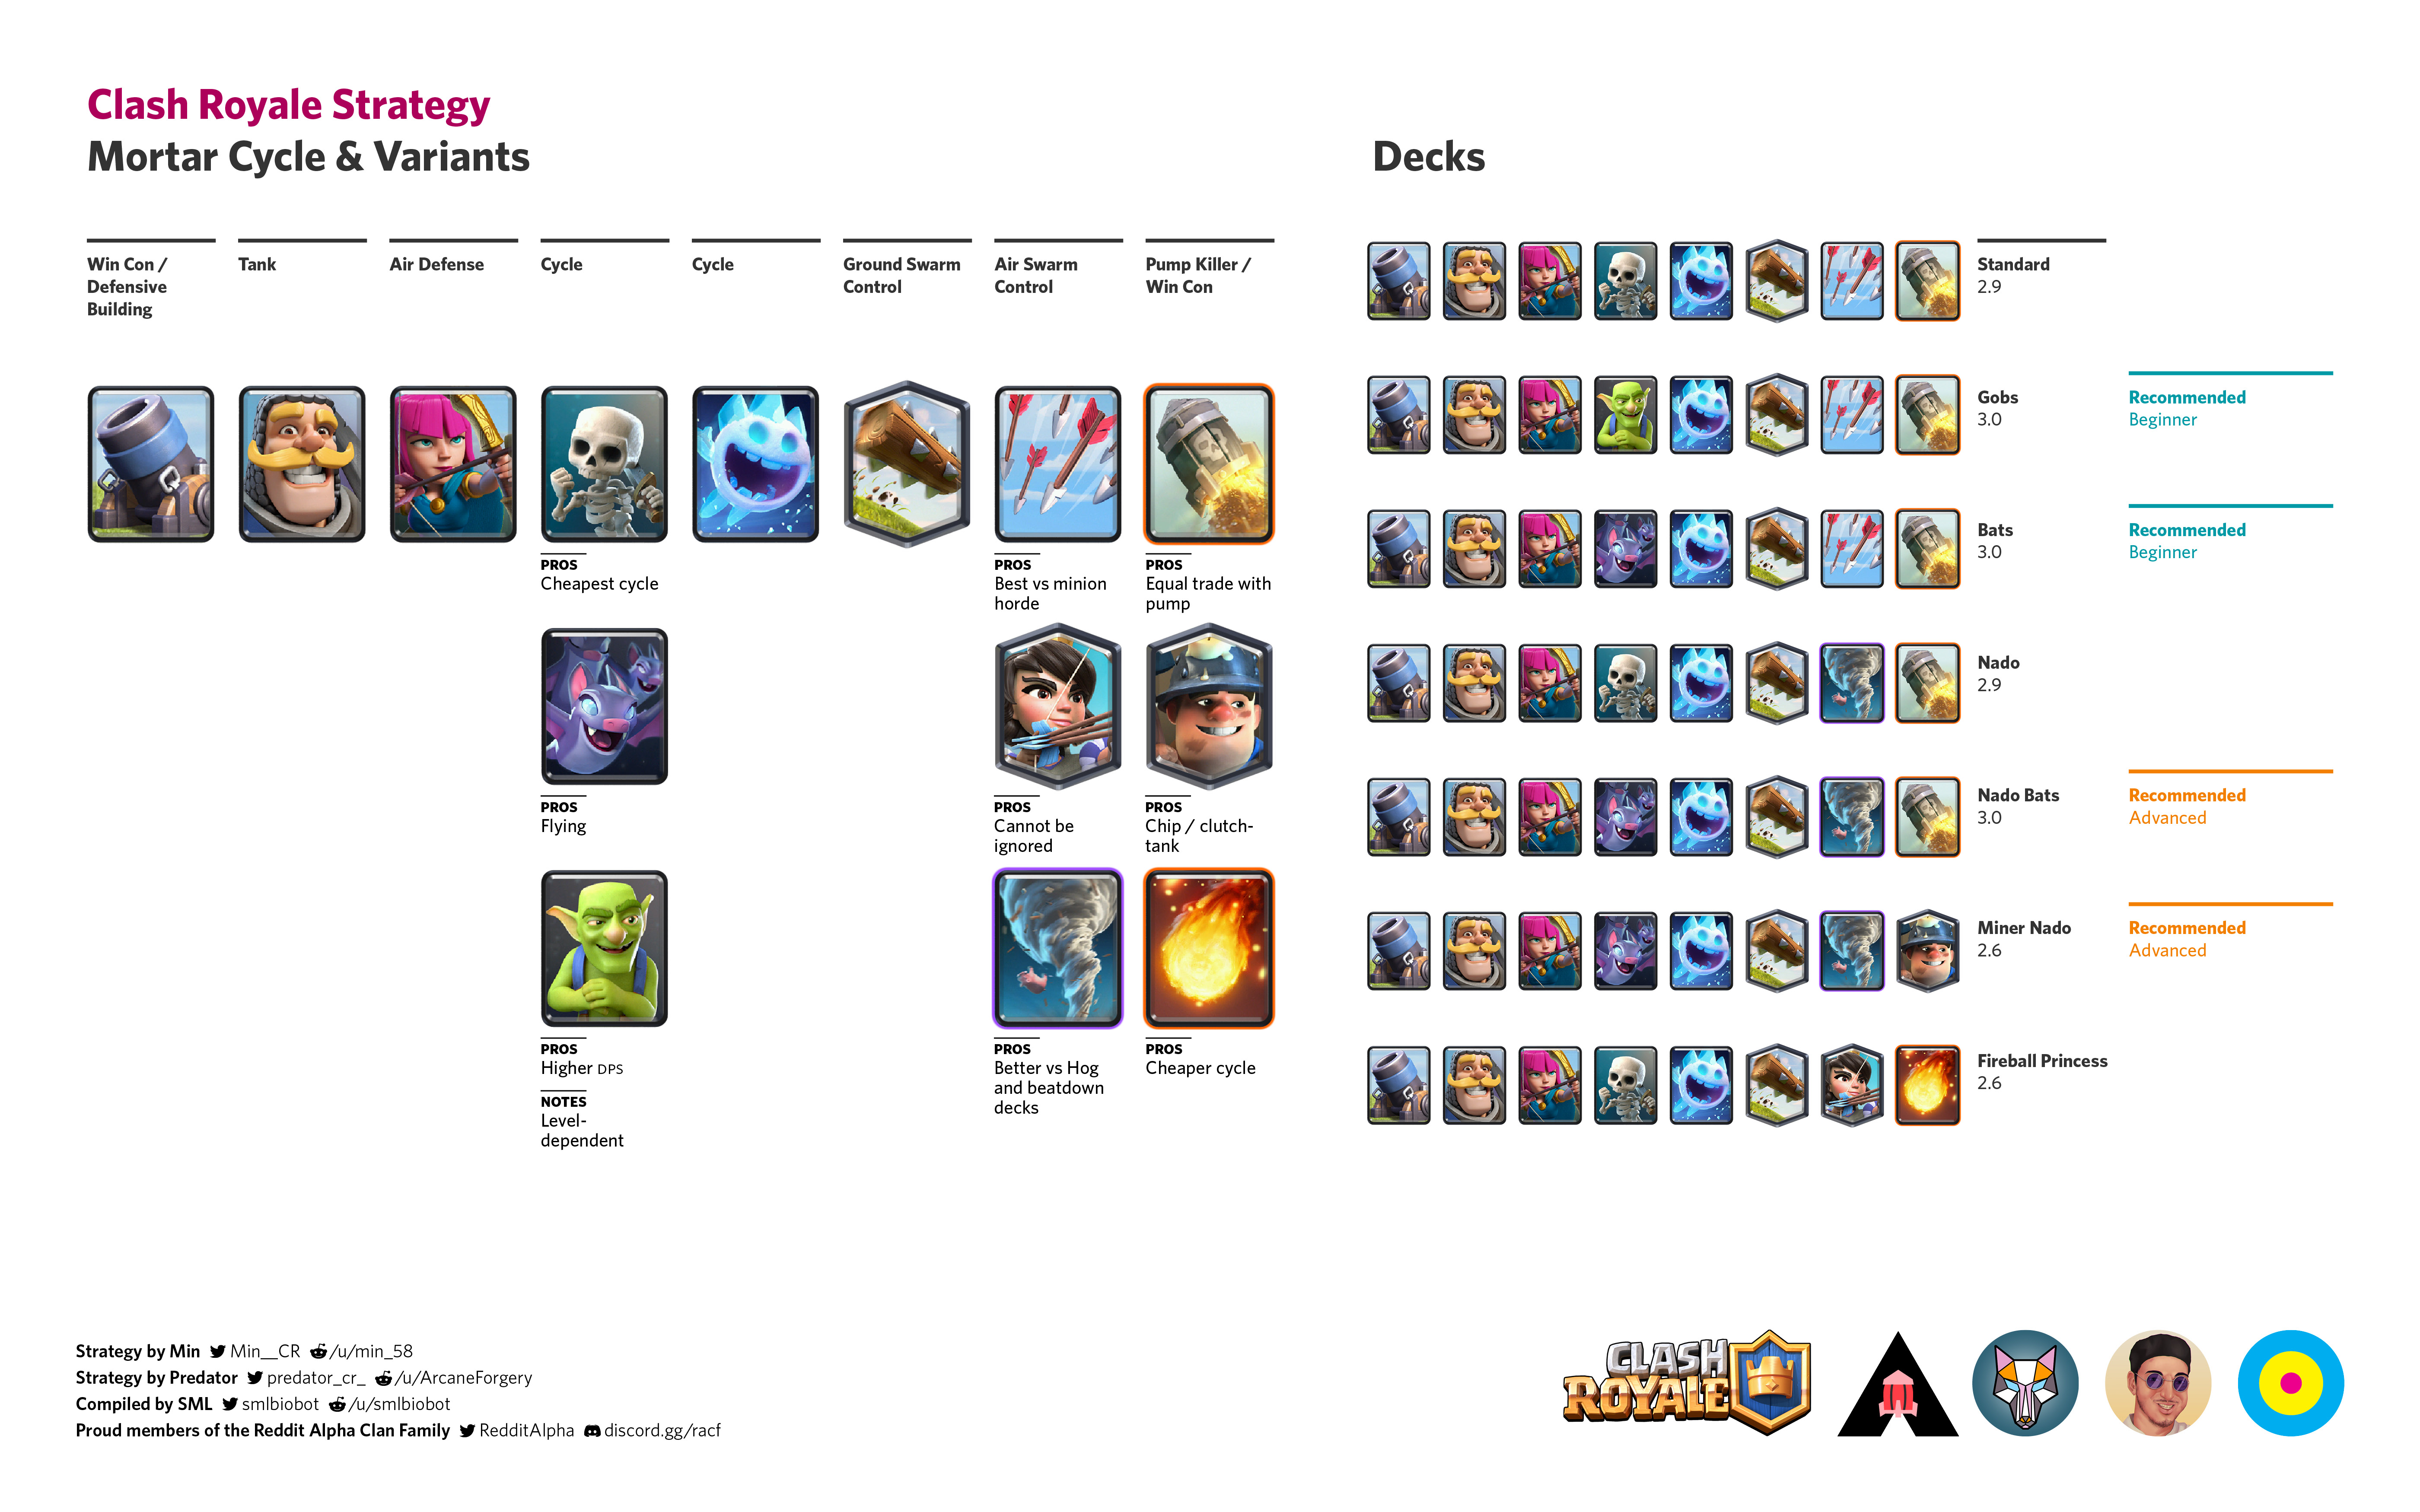 Clash Royale Strategy
Mortar Cycle & Variants
Win Con /
Defensive
Building
Tank
Air Defense
Cycle
Cycle
Ground Swarm
Control
Air Swarm
Control
Pump Killer /
Win Con
PROS
Cheapest cycle
PROS
Best vs minion
horde
PROS
Equal trade with
pump
PROS
Flying
PROS
Cannot be
ignored
PROS
Chip / clutch-
tank
PROS
Higher DPS
NOTES
Level-
dependent
PROS
Better vs Hog
and beatdown
decks
PROS
Cheaper cycle
Decks
Standard
2.9
Gobs
3.0
Recommended
Beginner
Bats
3.0
Recommended
Beginner
Nado
2.9
Nado Bats
3.0
Recommended
Advanced
Miner Nado
2.6
Recommended
Advanced
Fireball Princess
2.6
Strategy by Min Min__CR /u/min_58
Strategy by Predator predator_cr_ /u/ArcaneForgery
Compiled by SML smlbiobot /u/smlbiobot
Proud members of the Reddit Alpha Clan Family RedditAlpha discord.gg/racf
CLASH
ROYALE